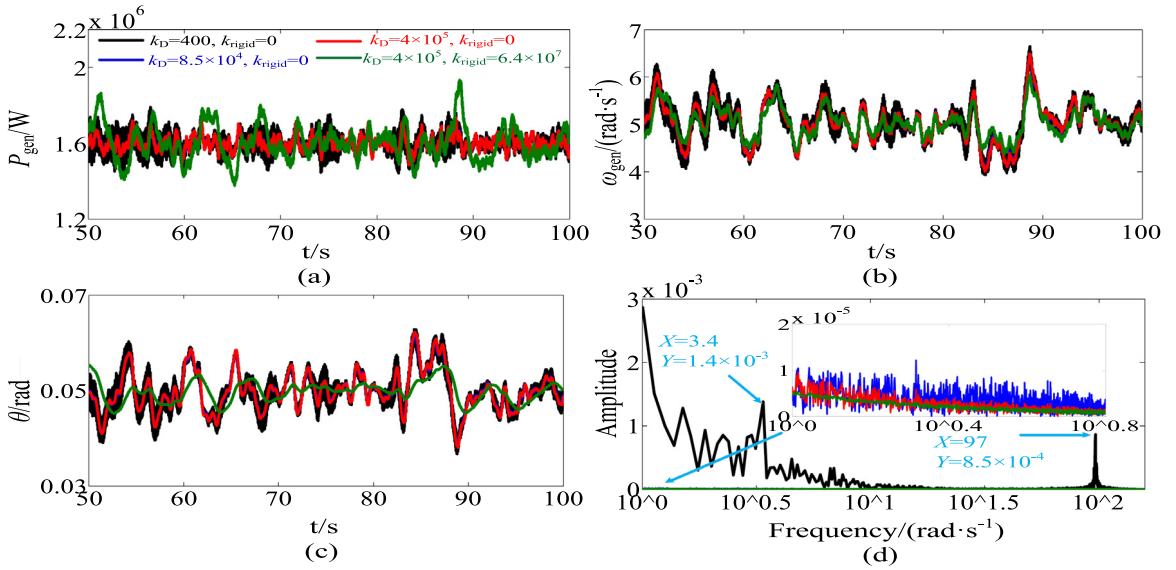 × 10^6
2.2
2
1.6
1.2
P_gen/W
k_D=400, k_rigid=0
k_D=4×10^5, k_rigid=0
k_D=8.5×10^4, k_rigid=0
k_D=4×10^5, k_rigid=6.4×10^7
50 60 70 80 90 100
t/s
(a)
7
6
5
4
3
ω_gen/(rad·s^-1)
50 60 70 80 90 100
t/s
(b)
0.07
0.05
0.03
θ/rad
50 60 70 80 90 100
t/s
(c)
3 x 10^-3
2
1
0
Amplitude
X=3.4
Y=1.4×10^-3
2 x 10^-5
1
0
10^0 10^0.4 10^0.8
X=97
Y=8.5×10^-4
10^0 10^0.5 10^1 10^1.5 10^2
Frequency/(rad·s^-1)
(d)